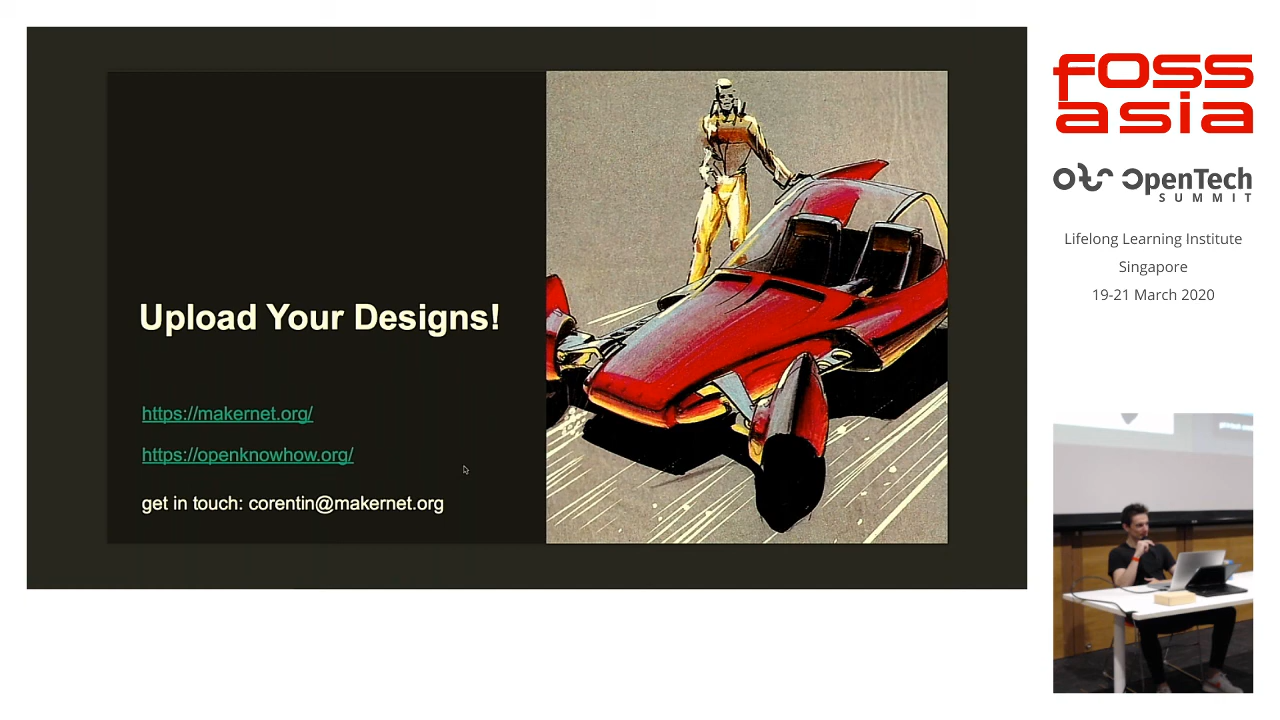 Upload Your Designs!
https://makernet.org/
https://openknowhow.org/
get in touch: corentin@makernet.org
fOSS
asia
OpenTech
SUMMIT
Lifelong Learning Institute
Singapore
19-21 March 2020